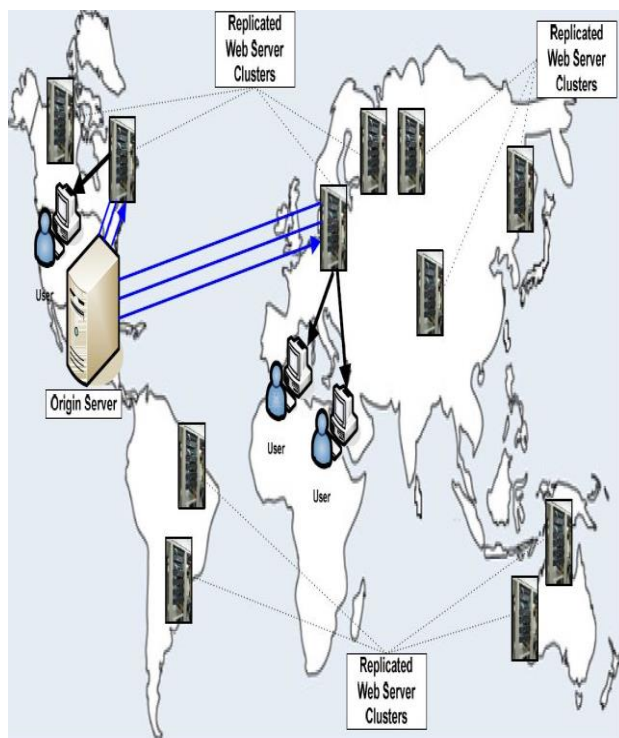 Replicated
Web Server
Clusters
Replicated
Web Server
Clusters
User
Origin Server
User
User
Replicated
Web Server
Clusters